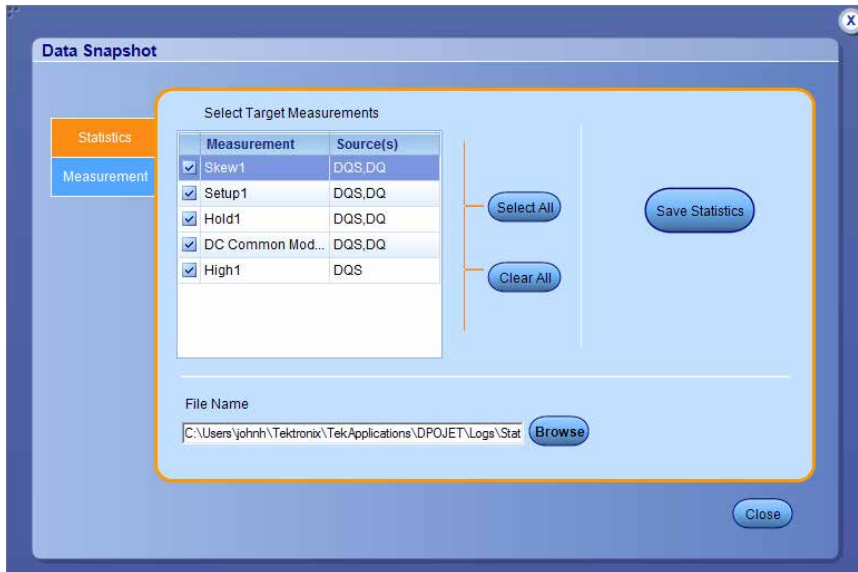 X
Data Snapshot
Statistics
Measurement
Select Target Measurements
Measurement Source(s)
Skew1 DQS,DQ
Setup1 DQS,DQ
Hold1 DQS,DQ
DC Common Mod... DQS,DQ
High1 DQS
Select All
Clear All
Save Statistics
File Name
C:\Users\johnh\Tektronix\TekApplications\DPOJET\Logs\Stat
Browse
Close